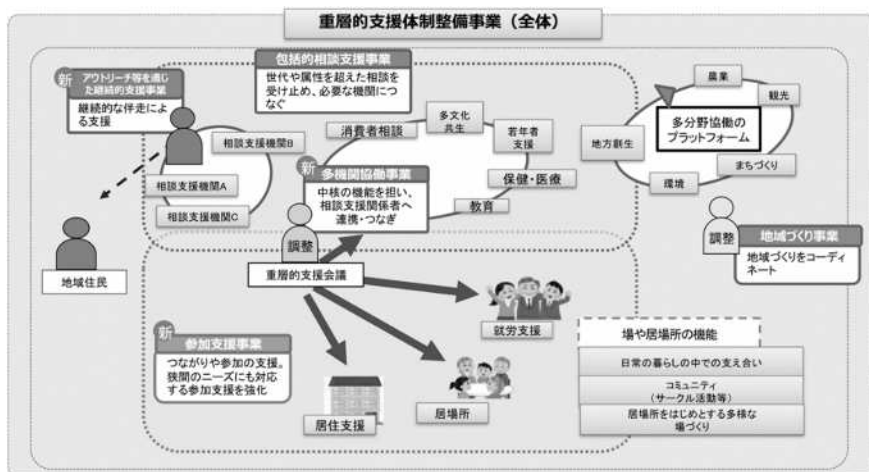 重層的支援体制整備事業（全体）
新
アウトリーチ等を通じ
た継続的支援事業
継続的な伴走による
支援
包括的相談支援事業
世代や属性を超えた相談を
受け止め、必要な機関につ
なぐ
相談支援機関B
相談支援機関A
相談支援機関C
地域住民
消費者相談
多文化
共生
若年者
支援
保健・医療
教育
新
多機関協働事業
中核の機能を担い、
相談支援関係者へ
連携・つなぎ
調整
重層的支援会議
農業
観光
多分野協働の
プラットフォーム
地方創生
まちづくり
環境
調整
地域づくり事業
地域づくりをコーディ
ネート
新
参加支援事業
つながりや参加の支援。
狭間のニーズにも対応
する参加支援を強化
就労支援
居場所
居住支援
場や居場所の機能
日常の暮らしの中での支え合い
コミュニティ
（サークル活動等）
居場所をはじめとする多様な
場づくり